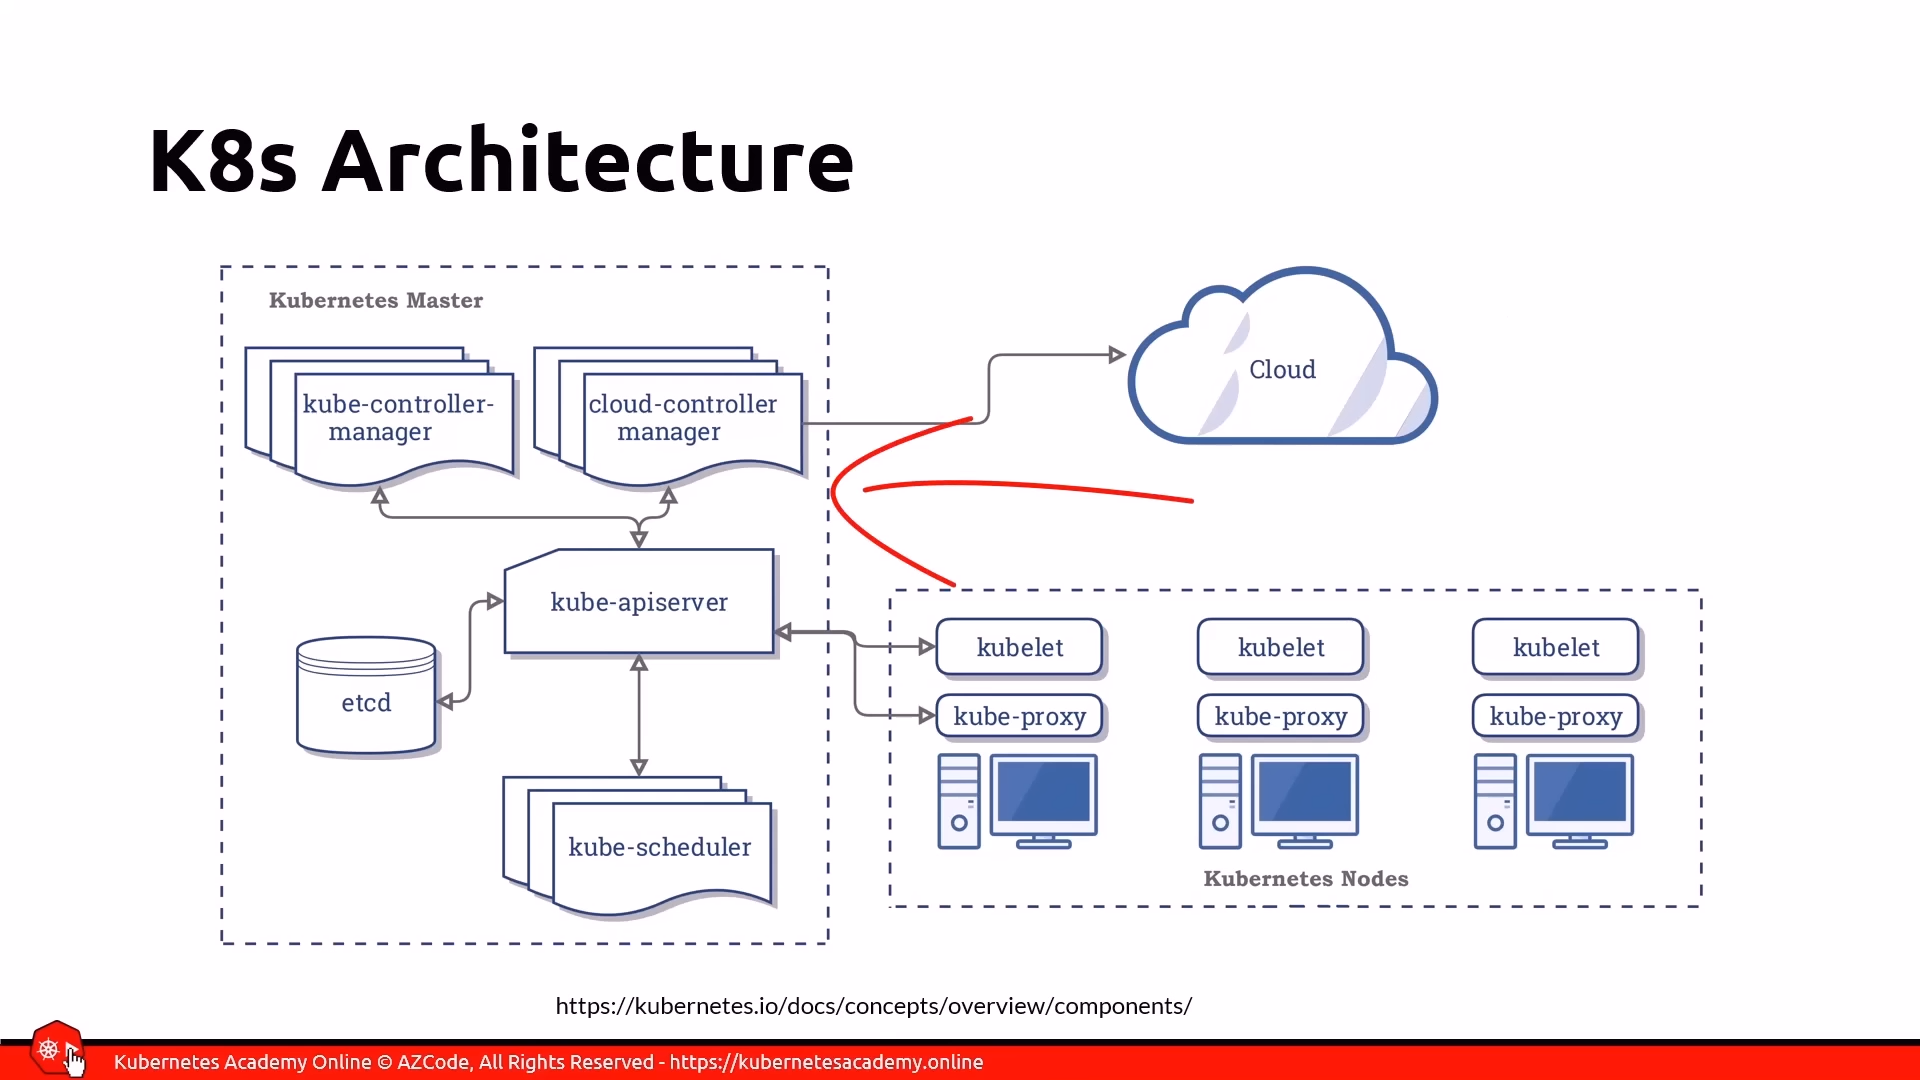 K8s Architecture
Kubernetes Master
kube-controller-
manager
cloud-controller
manager
Cloud
kube-apiserver
etcd
kube-scheduler
kubelet
kubelet
kubelet
kube-proxy
kube-proxy
kube-proxy
Kubernetes Nodes
https://kubernetes.io/docs/concepts/overview/components/
Kubernetes Academy Online © AZCode, All Rights Reserved - https://kubernetesacademy.online